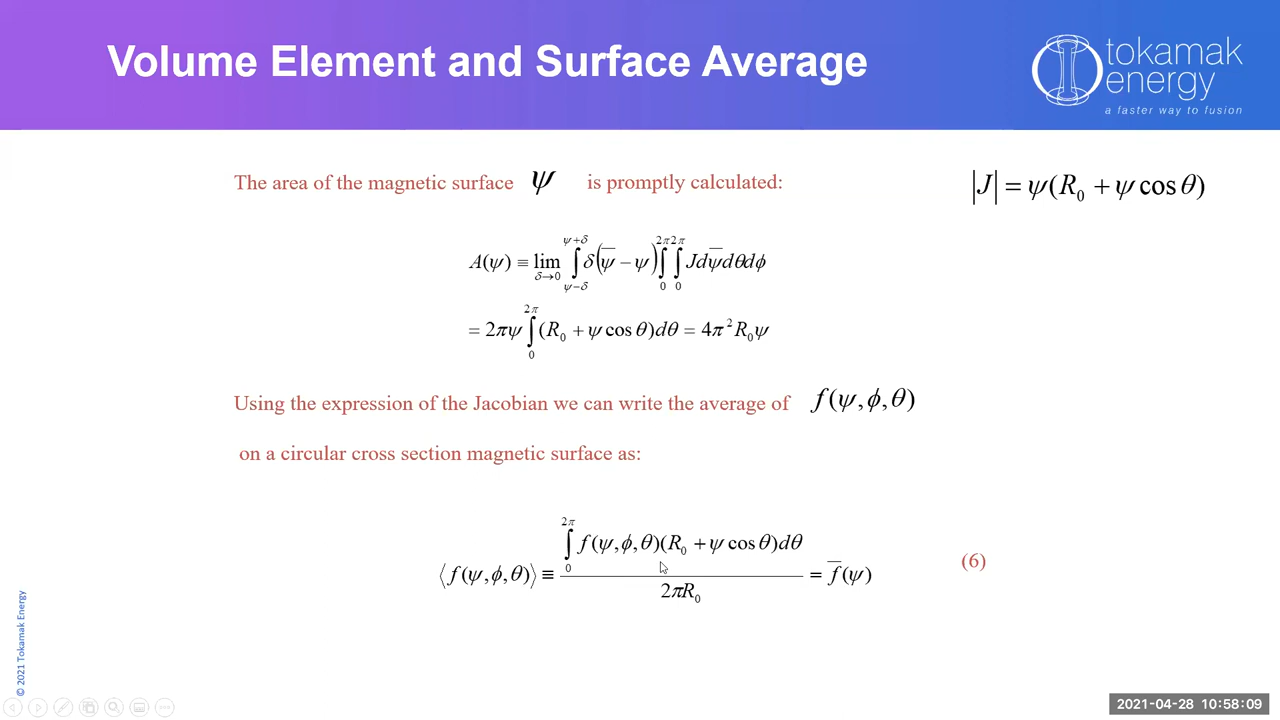 Volume Element and Surface Average
tokamak
energy
a faster way to fusion
The area of the magnetic surface ψ is promptly calculated:
|J| = ψ(R₀ + ψ cos θ)
A(ψ) ≡ lim_{δ→0} ∫_{ψ−δ}^{ψ+δ} δ(ψ̅ − ψ) ∫_0^{2π} ∫_0^{2π} J dψ̅ dθ dϕ
= 2πψ ∫_0^{2π} (R₀ + ψ cos θ)dθ = 4π² R₀ψ
Using the expression of the Jacobian we can write the average of f(ψ, ϕ, θ)
on a circular cross section magnetic surface as:
⟨f(ψ, ϕ, θ)⟩ ≡ \frac{∫_0^{2π} f(ψ, ϕ, θ)(R₀ + ψ cos θ)dθ}{2πR₀} = f̅(ψ) (6)
© 2021 Tokamak Energy
2021-04-28 10:58:09